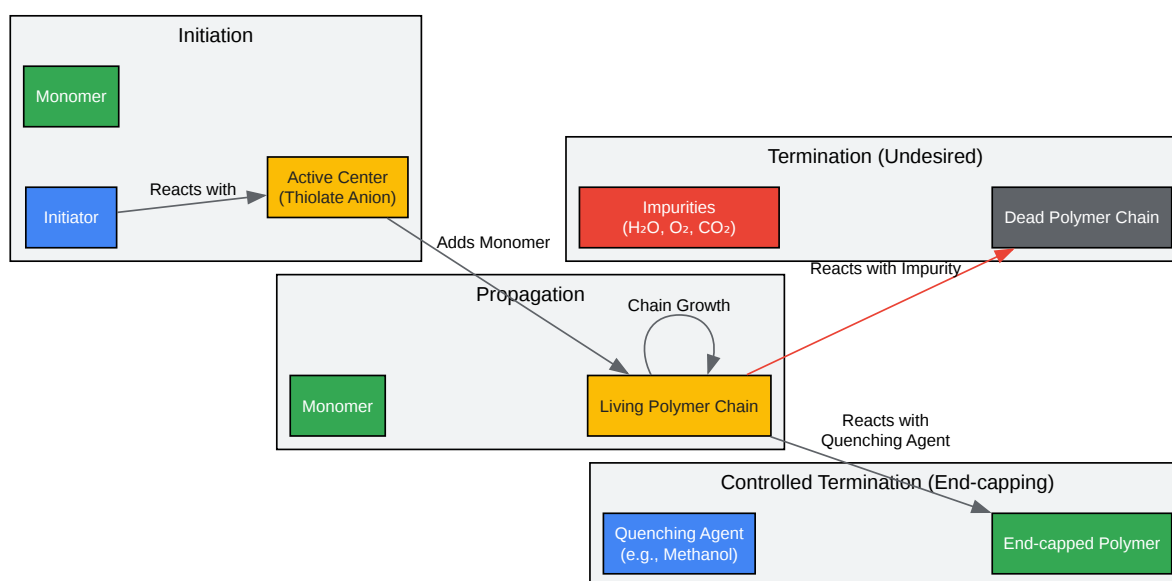 Initiation
Monomer
Initiator
Reacts with
Active Center
(Thiolate Anion)
Adds Monomer
Propagation
Monomer
Chain Growth
Living Polymer Chain
Termination (Undesired)
Impurities
(H₂O, O₂, CO₂)
Dead Polymer Chain
Reacts with Impurity
Reacts with
Quenching Agent
Controlled Termination (End-capping)
Quenching Agent
(e.g., Methanol)
End-capped Polymer